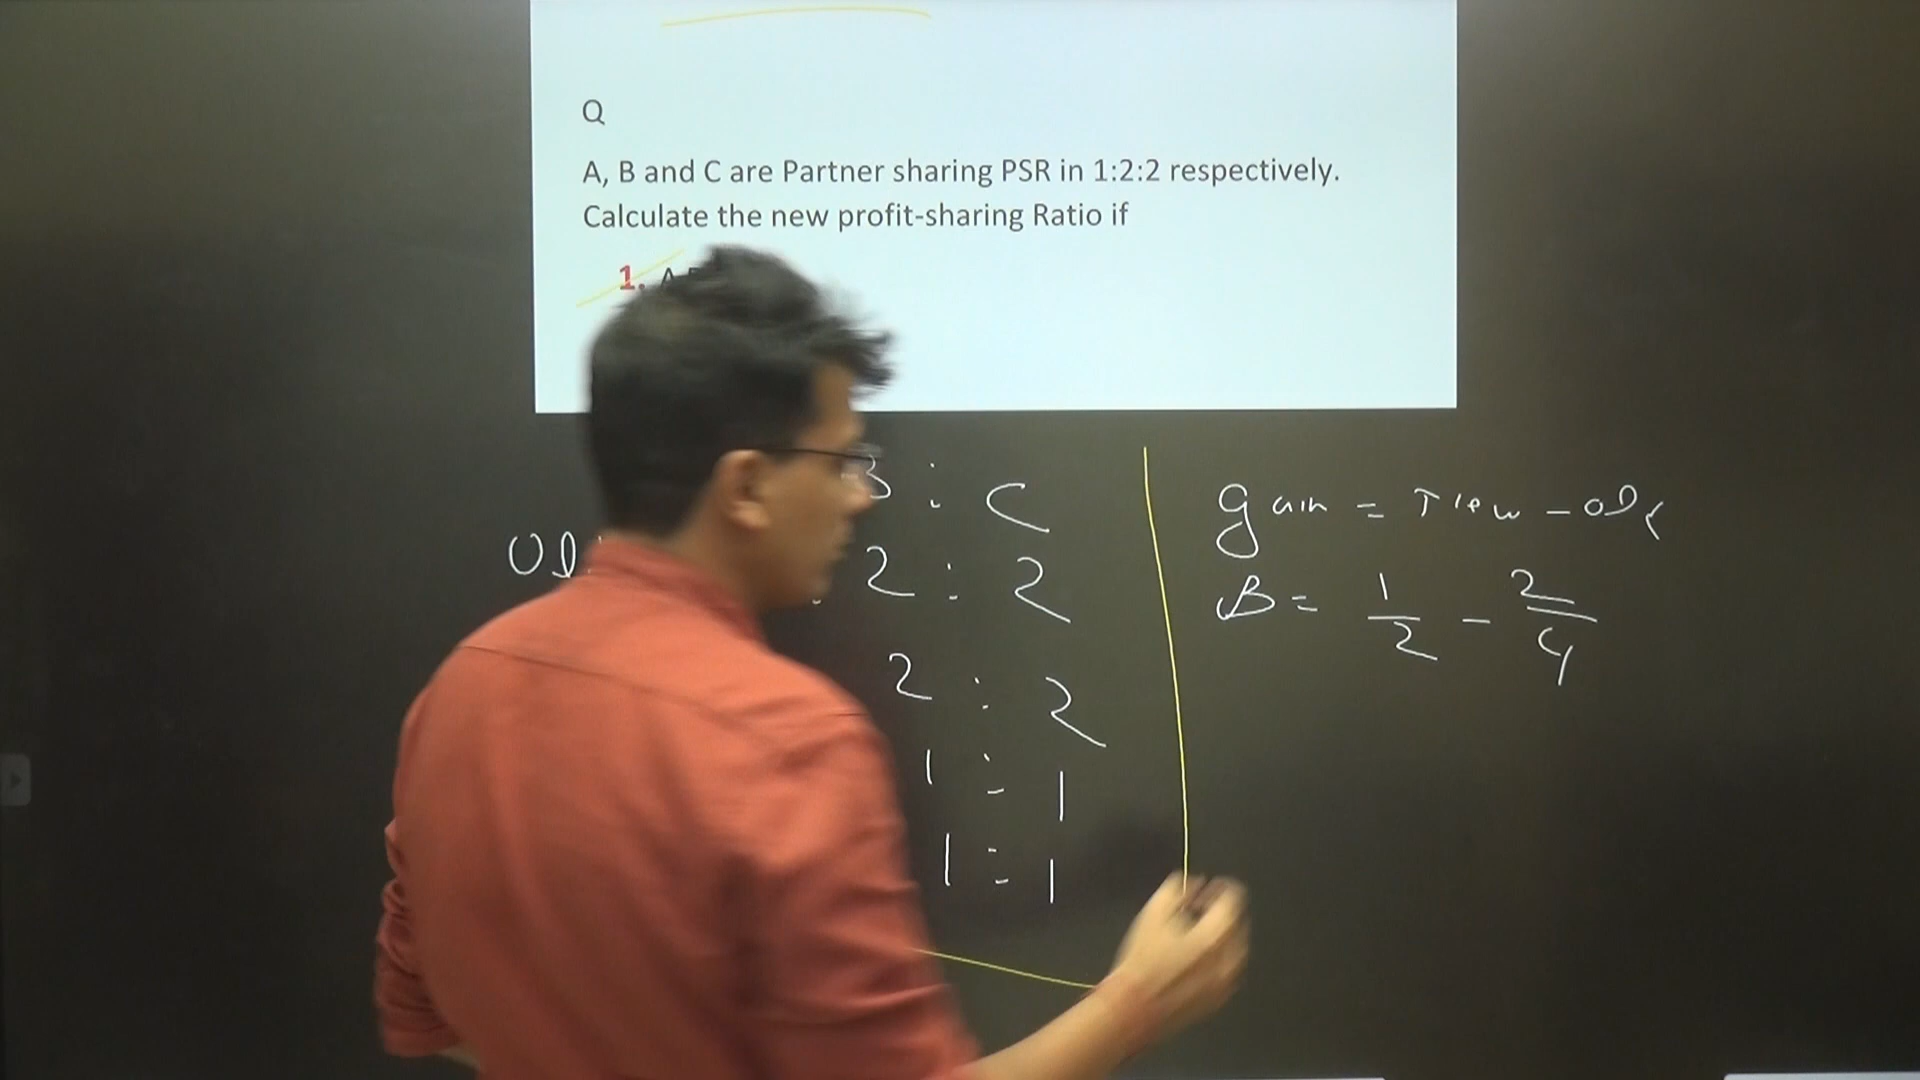 Q
A, B and C are Partner sharing PSR in 1:2:2 respectively.
Calculate the new profit-sharing Ratio if
1. A
B : C
2 : 2
2 : 2
1 : 1
1 : 1
gain = new - old
B = 1/2 - 2/4